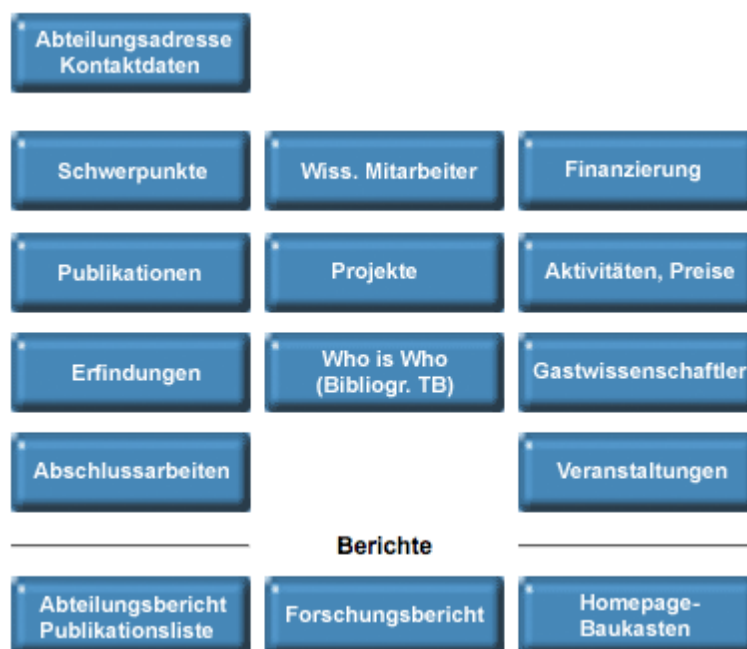 Abteilungsadresse
Kontaktdaten
Schwerpunkte
Wiss. Mitarbeiter
Finanzierung
Publikationen
Projekte
Aktivitäten, Preise
Erfindungen
Who is Who
(Bibliogr. TB)
Gastwissenschaftler
Abschlussarbeiten
Veranstaltungen
Berichte
Abteilungsbericht
Publikationsliste
Forschungsbericht
Homepage-
Baukasten